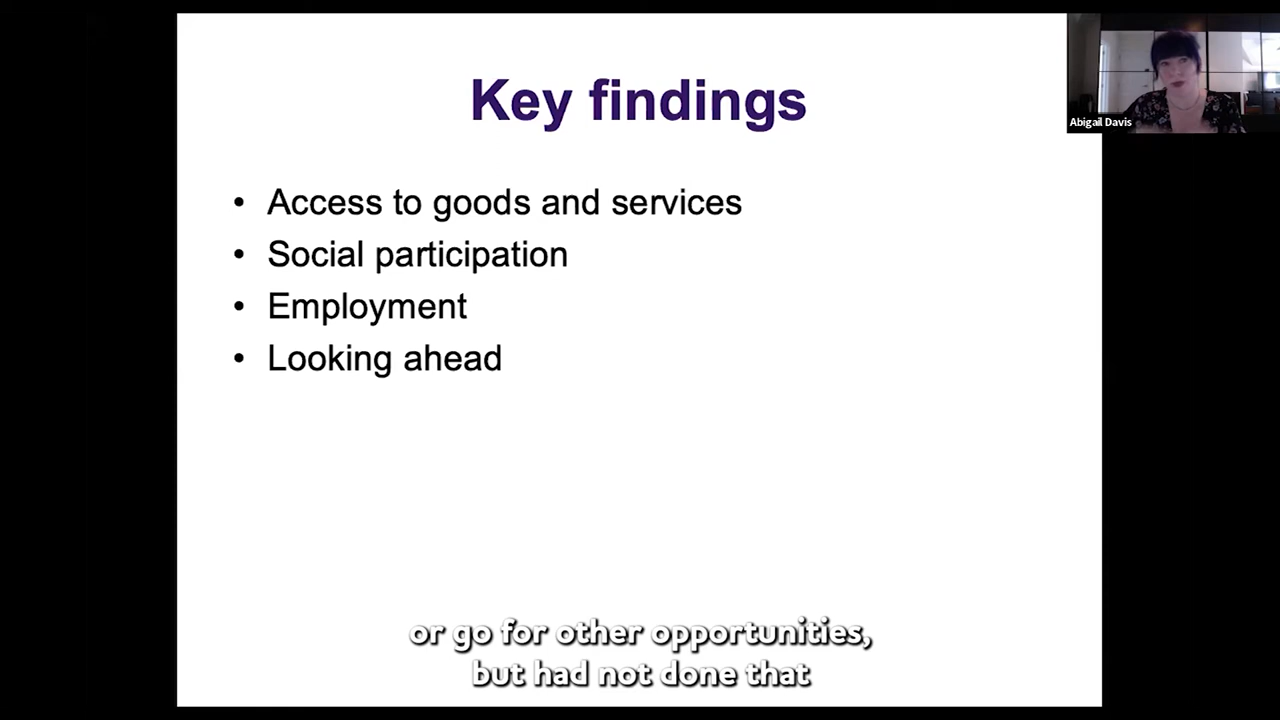 Key findings
Abigail Davis
• Access to goods and services
• Social participation
• Employment
• Looking ahead
or go for other opportunities,
but had not done that